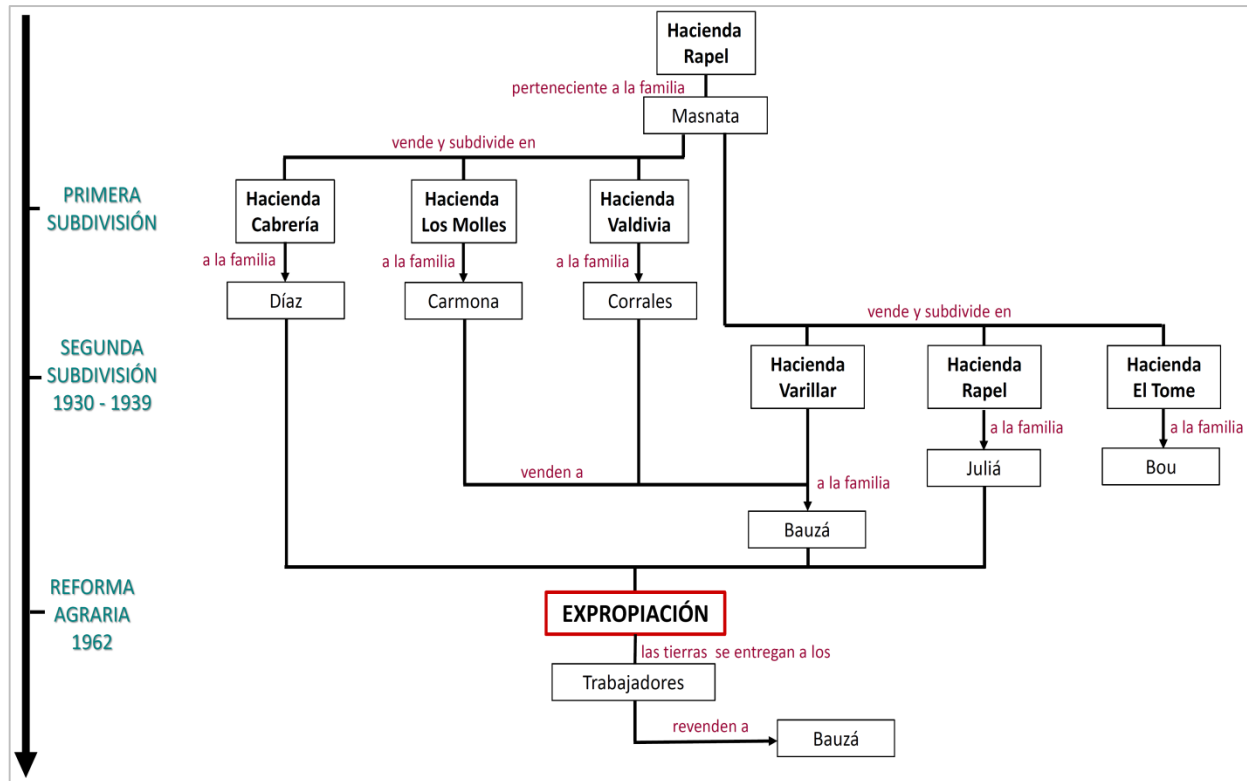 Hacienda
Rapel
perteneciente a la familia
Masnata
vende y subdivide en
PRIMERA
SUBDIVISIÓN
Hacienda
Cabrería
Hacienda
Los Molles
Hacienda
Valdivia
a la familia
a la familia
a la familia
Díaz
Carmona
Corrales
vende y subdivide en
SEGUNDA
SUBDIVISIÓN
1930 - 1939
Hacienda
Varillar
Hacienda
Rapel
Hacienda
El Tome
a la familia
a la familia
Juliá
Bou
venden a
a la familia
Bauzá
REFORMA
AGRARIA
1962
EXPROPIACIÓN
las tierras se entregan a los
Trabajadores
revenden a
Bauzá